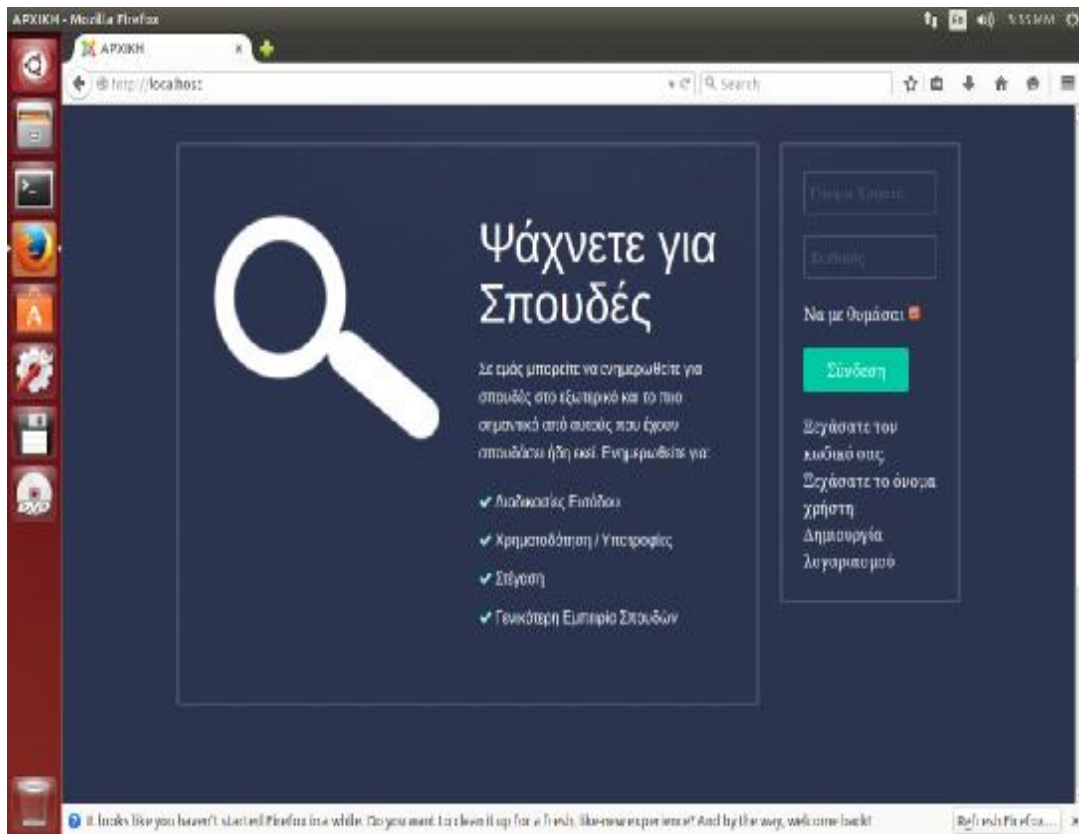 ΑΡΧΙΚΗ - Mozilla Firefox
ΑΡΧΙΚΗ
http://localhost
Search
Ψάχνετε για
Σπουδές
Σε εμάς μπορείτε να ενημερωθείτε για
σπουδές στο εξωτερικό και το πιο
σημαντικό από αυτούς που έχουν
σπουδάσει ήδη εκεί. Ενημερωθείτε για:
Διαδικασίες Εισόδου
Χρηματοδότηση / Υποτροφίες
Στέγαση
Γενικότερη Εμπειρία Σπουδών
Όνομα Χρήστη
Κωδικός
Να με θυμάσαι
Σύνδεση
Ξεχάσατε τον
κωδικό σας;
Ξεχάσατε το όνομα
χρήστη;
Δημιουργία
λογαριασμού
DVD
It looks like you haven't started Firefox in a while. Do you want to clean it up for a fresh, like-new experience? And by the way, welcome back!
Refresh Firefox...